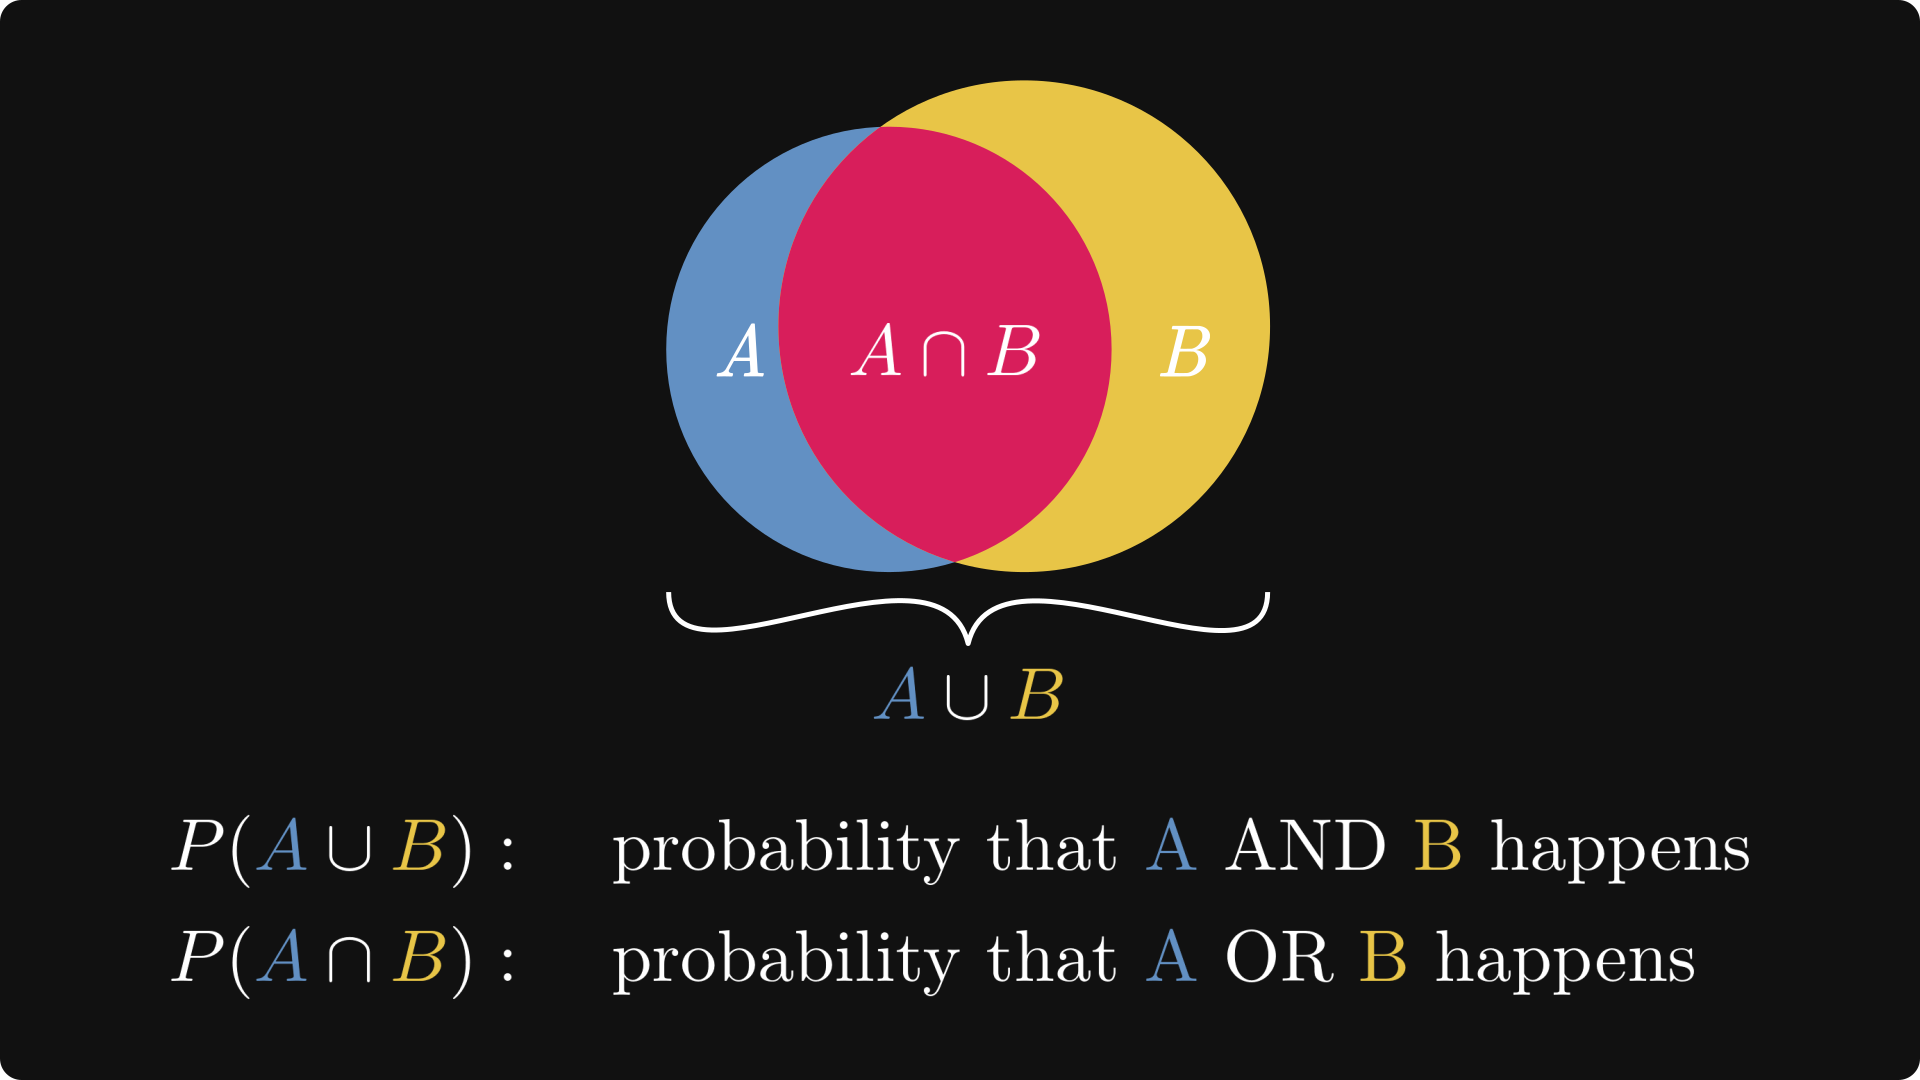 A A ∩ B B
A ∪ B
P(A ∪ B) : probability that A AND B happens
P(A ∩ B) : probability that A OR B happens